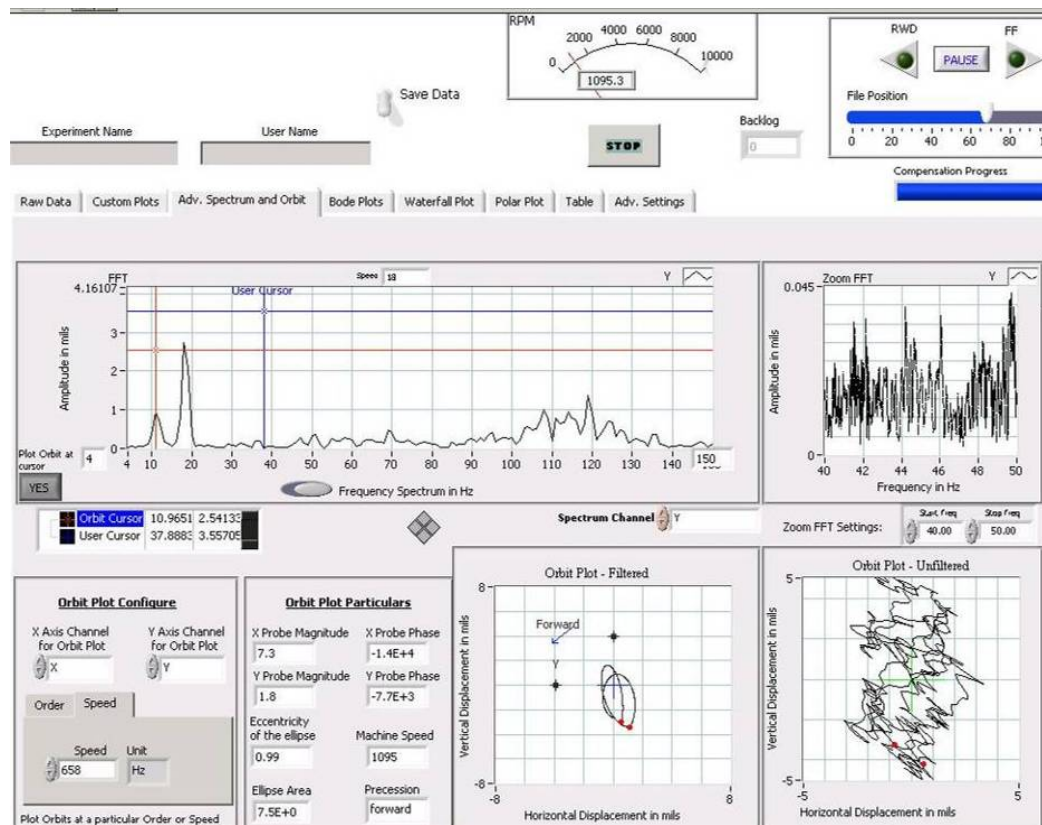 RPM
0 2000 4000 6000 8000 10000
1095.3
RWD FF
PAUSE
File Position
0 20 40 60 80
Save Data
Experiment Name User Name
STOP
Backlog
0
Compensation Progress
Raw Data Custom Plots Adv. Spectrum and Orbit Bode Plots Waterfall Plot Polar Plot Table Adv. Settings
FFT Speed 18 Y
User Cursor
4.16107
3
2
1
0
Amplitude in mils
4 10 20 30 40 50 60 70 80 90 100 110 120 130 140
Plot Orbit at cursor
4
150
YES
Frequency Spectrum in Hz
Zoom FFT Y
0.045
0
Amplitude in mils
40 42 44 46 48 50
Frequency in Hz
Orbit Cursor 10.9651 2.54133
User Cursor 37.8883 3.55705
Spectrum Channel Y
Zoom FFT Settings:
Start freq Stop freq
40.00 50.00
Orbit Plot Configure
X Axis Channel for Orbit Plot
Y Axis Channel for Orbit Plot
X Y
Order Speed
Speed Unit
658 Hz
Plot Orbits at a particular Order or Speed
Orbit Plot Particulars
X Probe Magnitude X Probe Phase
7.3 -1.4E+4
Y Probe Magnitude Y Probe Phase
1.8 -7.7E+3
Eccentricity of the ellipse
Machine Speed
0.99 1095
Ellipse Area Precession
7.5E+0 forward
Orbit Plot - Filtered
8
Forward
Y
Vertical Displacement in mils
-8
-8 8
Horizontal Displacement in mils
Orbit Plot - Unfiltered
5
Vertical Displacement in mils
-5
-5 5
Horizontal Displacement in mils